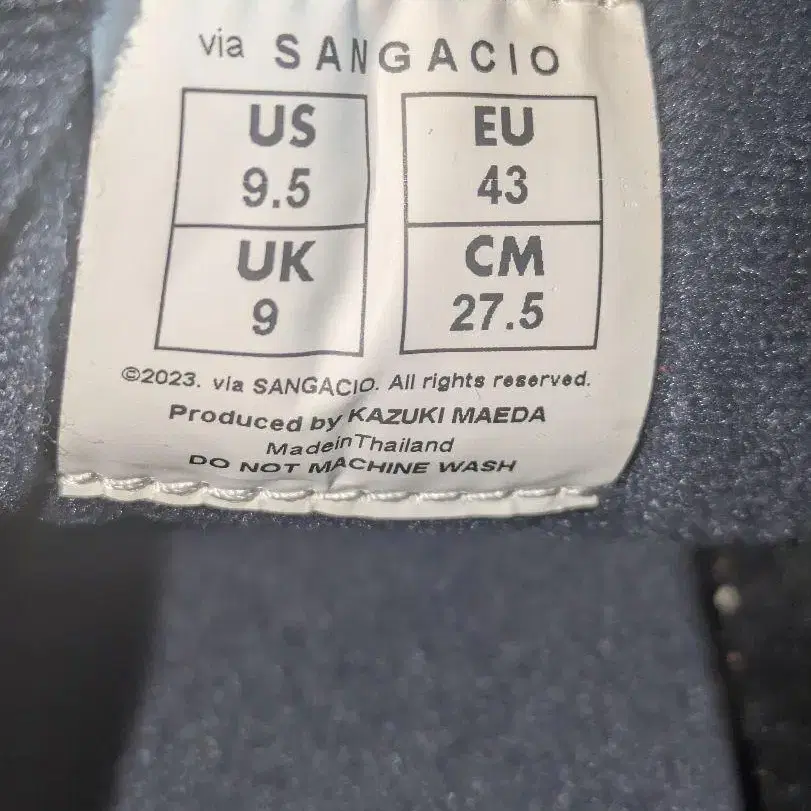 via SANGACIO
US EU
9.5 43
UK CM
9 27.5
©2023. via SANGACIO. All rights reserved.
Produced by KAZUKI MAEDA
MadeinThailand
DO NOT MACHINE WASH